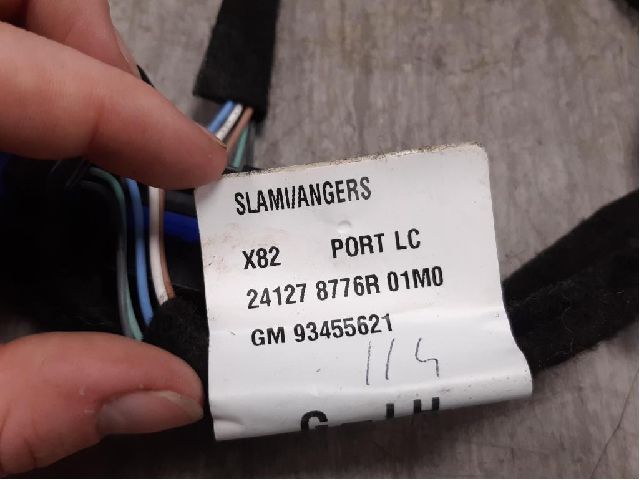 SLAMI/ANGERS
X82 PORT LC
24127 8776R 01M0
GM 93455621
114